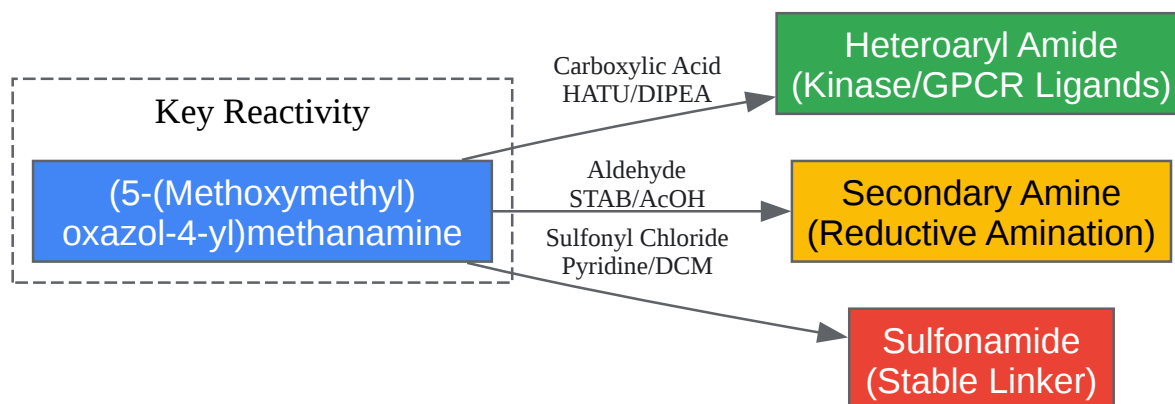 Key Reactivity
(5-(Methoxymethyl)
oxazol-4-yl)methanamine
Carboxylic Acid
HATU/DIPEA
Heteroaryl Amide
(Kinase/GPCR Ligands)
Aldehyde
STAB/AcOH
Secondary Amine
(Reductive Amination)
Sulfonyl Chloride
Pyridine/DCM
Sulfonamide
(Stable Linker)